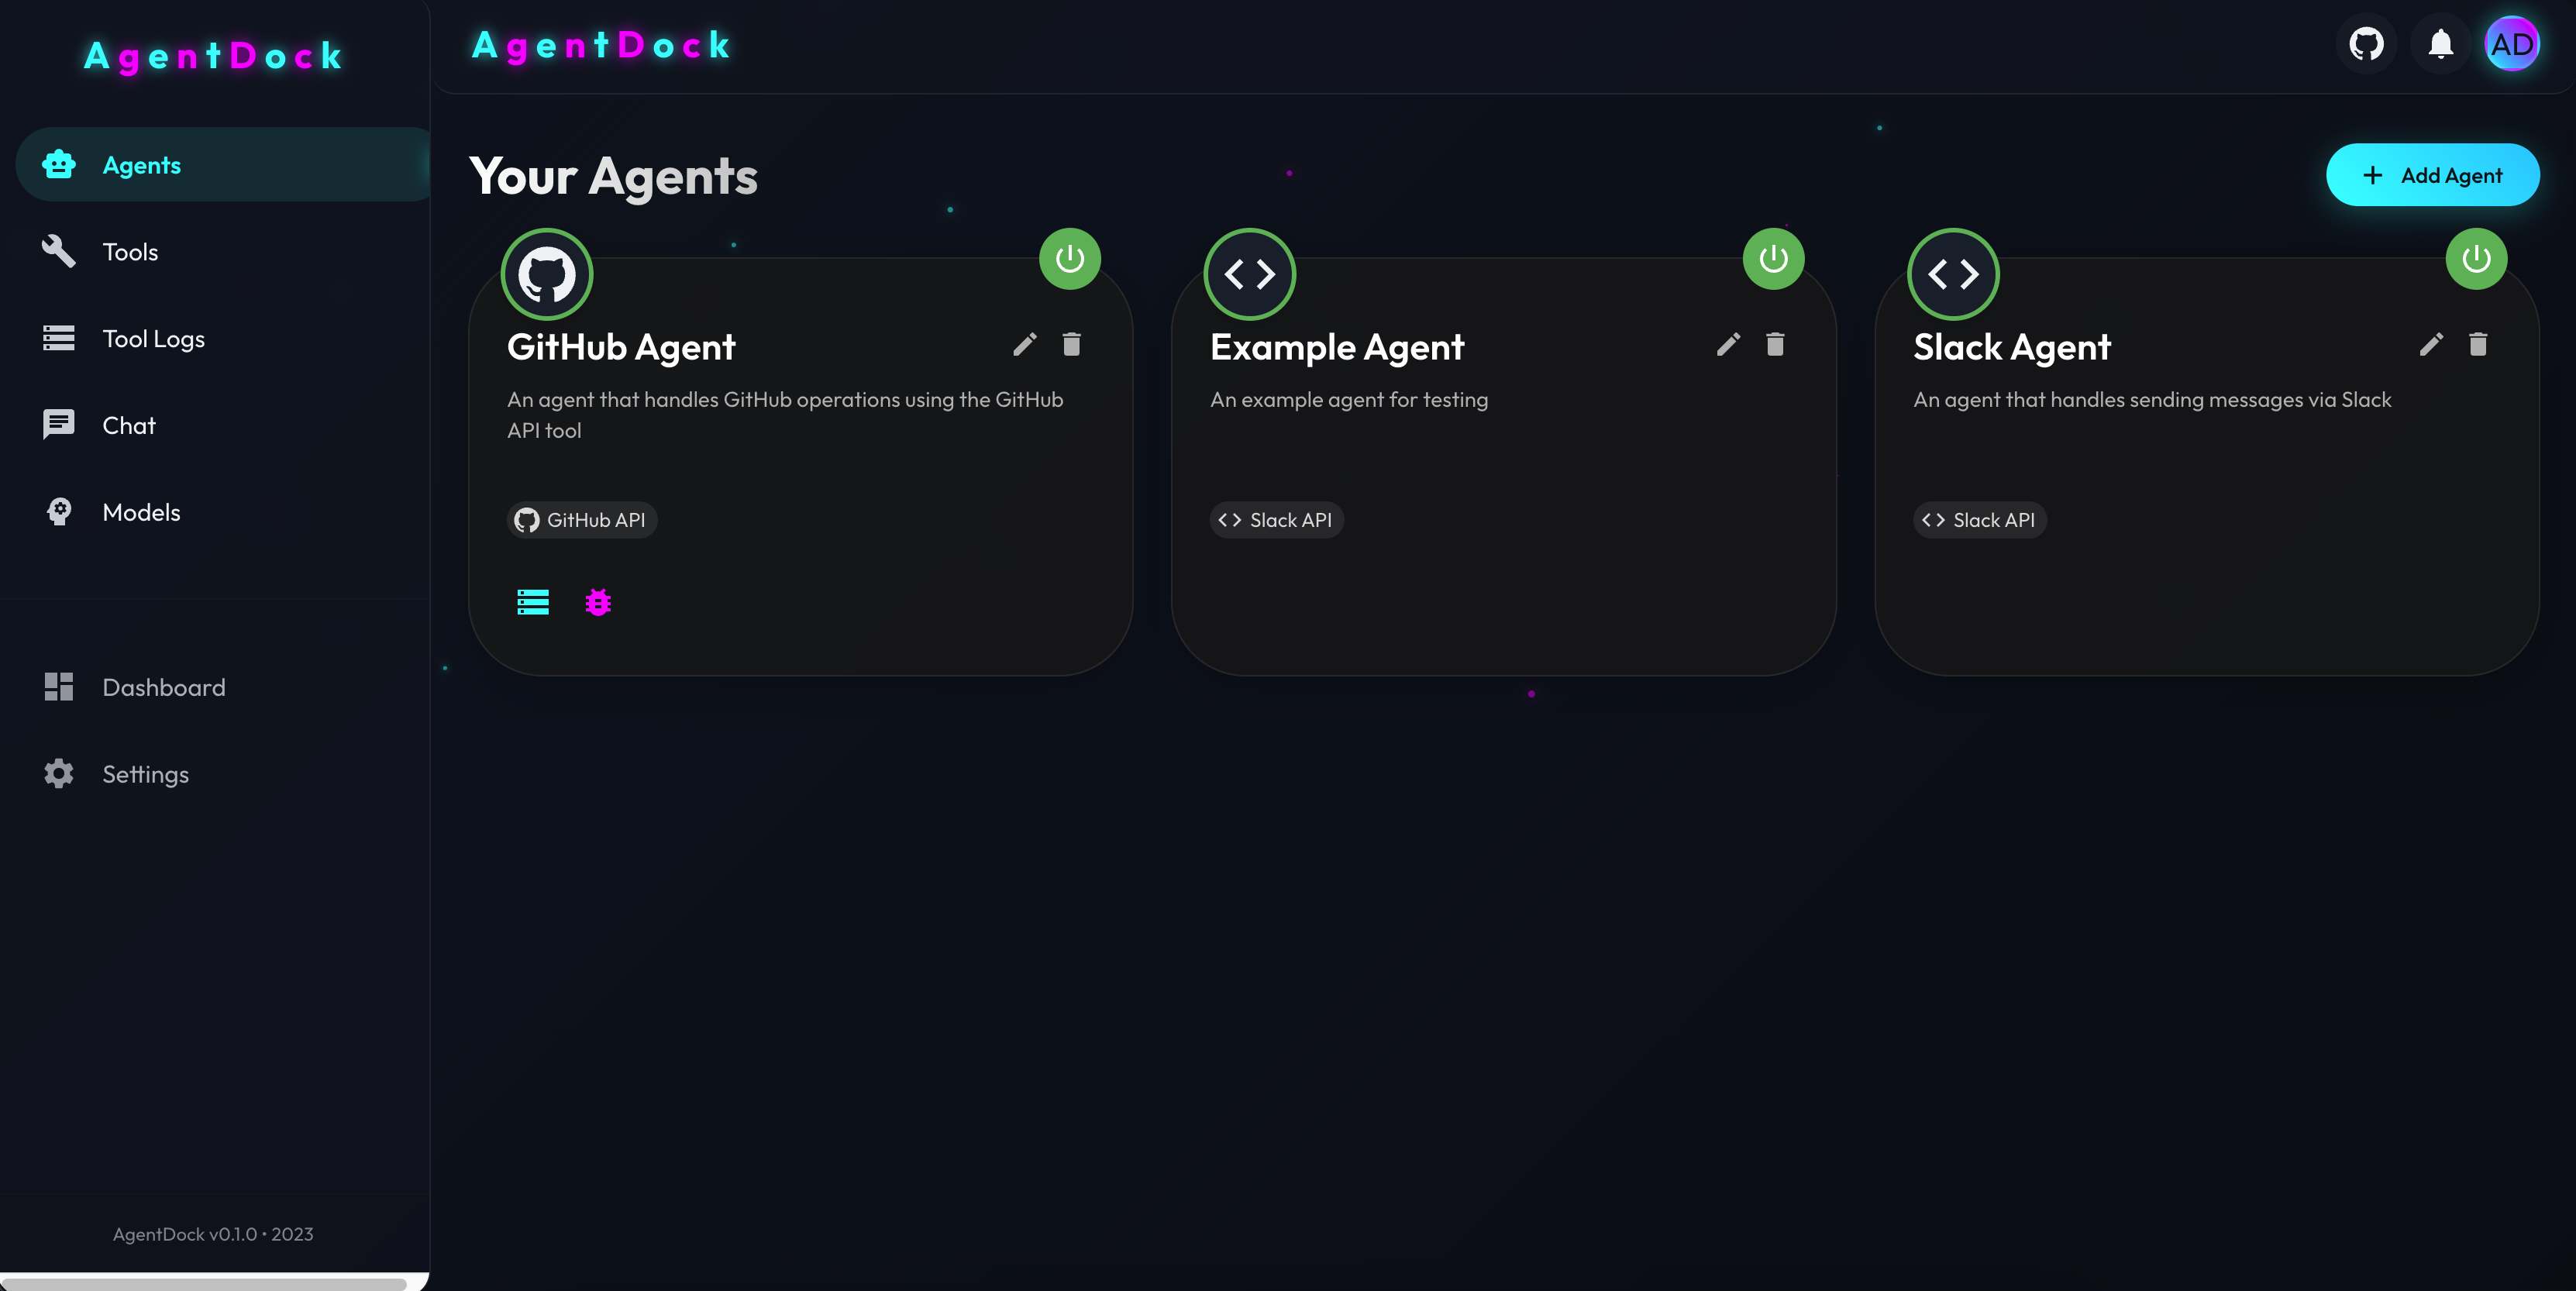 AgentDock
Agents
Tools
Tool Logs
Chat
Models
Dashboard
Settings
AgentDock v0.1.0 • 2023
AgentDock
AD
Your Agents
Add Agent
GitHub Agent
An agent that handles GitHub operations using the GitHub
API tool
GitHub API
Example Agent
An example agent for testing
Slack API
Slack Agent
An agent that handles sending messages via Slack
Slack API